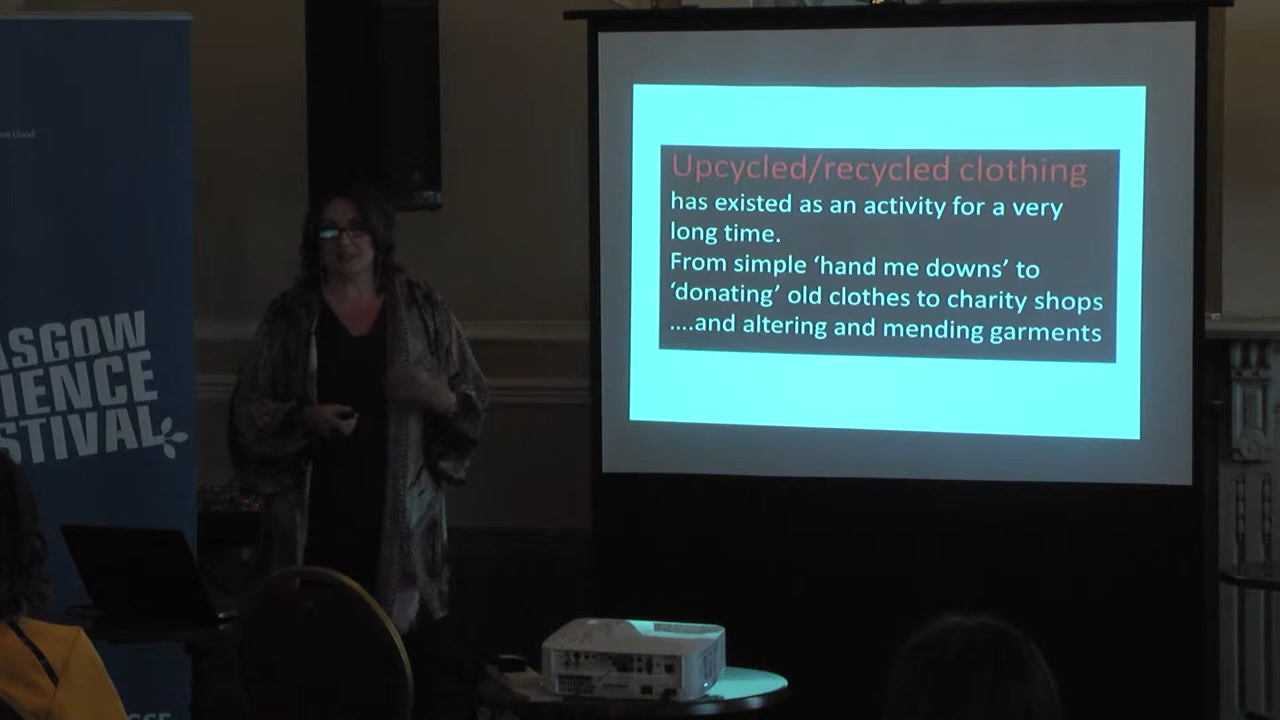 ASGOW
IENCE
STIVAL
Upcycled/recycled clothing
has existed as an activity for a very
long time.
From simple ‘hand me downs’ to
‘donating’ old clothes to charity shops
....and altering and mending garments